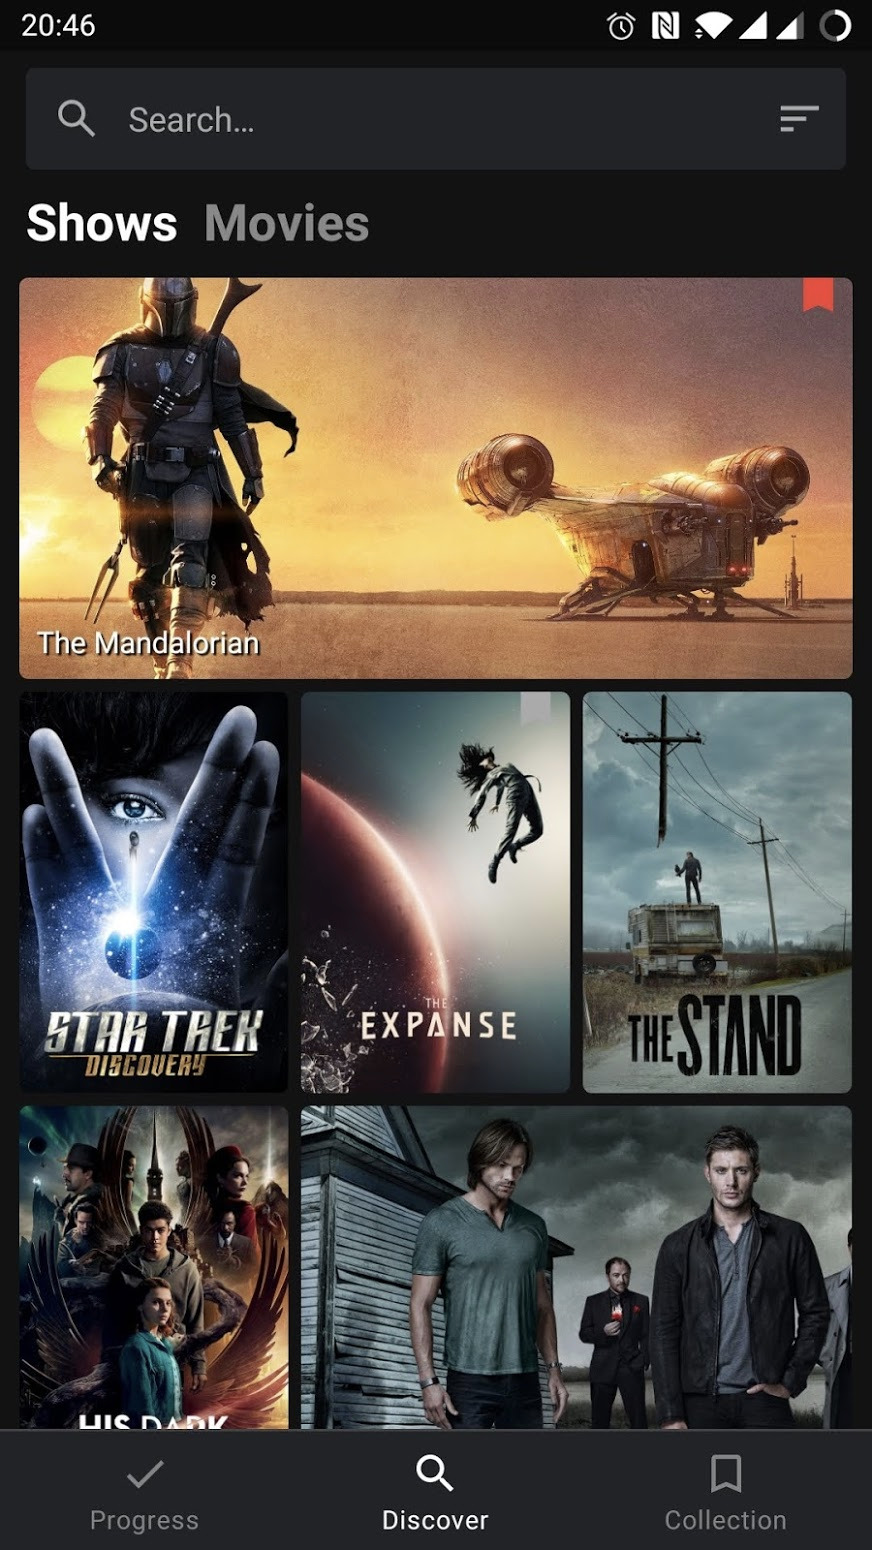 20:46
Search...
Shows Movies
The Mandalorian
STAR TREK
DISCOVERY
THE
EXPANSE
THE STAND
HIS DARK
Progress
Discover
Collection